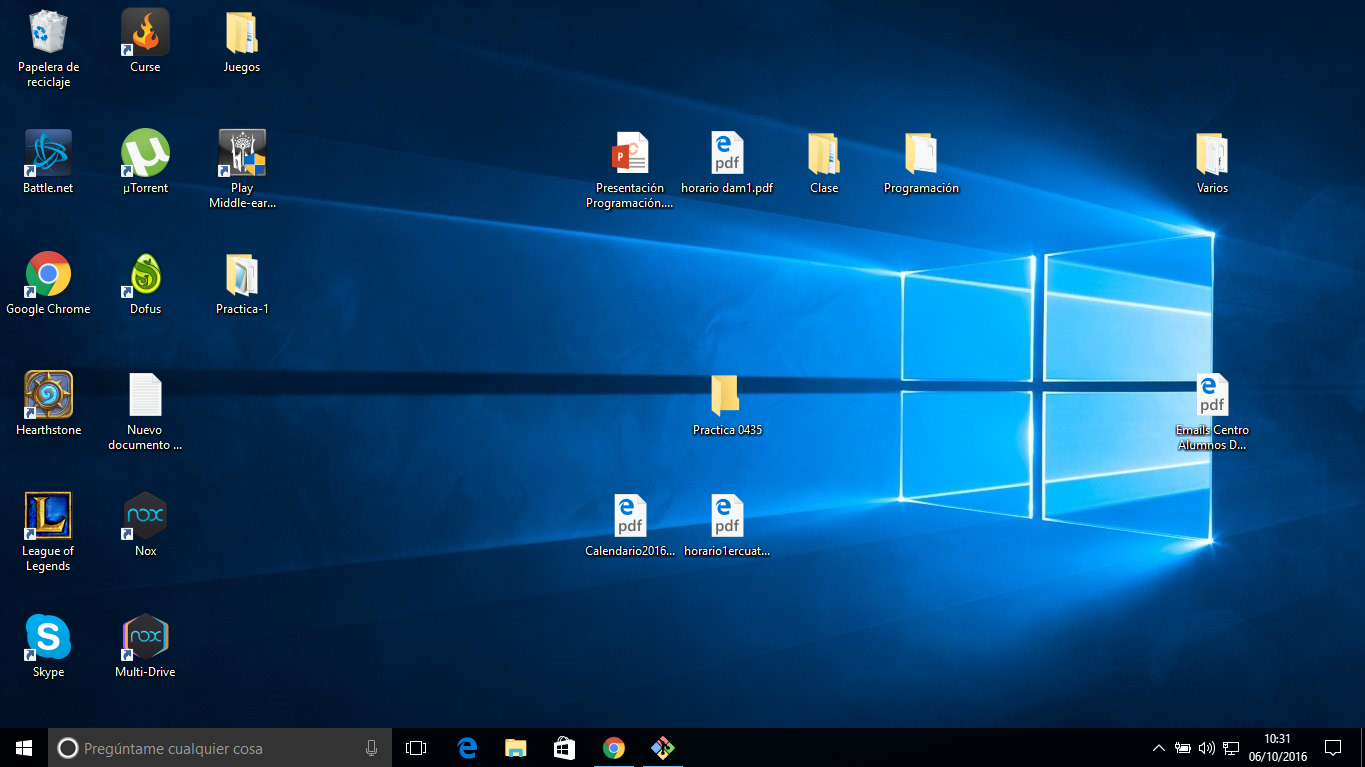 Papelera de
reciclaje
Curse
Juegos
Battle.net
µTorrent
Play
Middle-ear...
Presentación
Programación....
pdf
horario dam1.pdf
Clase
Programación
Varios
Google Chrome
Dofus
Practica-1
Hearthstone
Nuevo
documento ...
Practica 0435
pdf
Emails Centro
Alumnos D...
League of
Legends
nox
Nox
pdf
Calendario2016...
pdf
horario1ercuat...
Skype
nox
Multi-Drive
Pregúntame cualquier cosa
10:31
06/10/2016